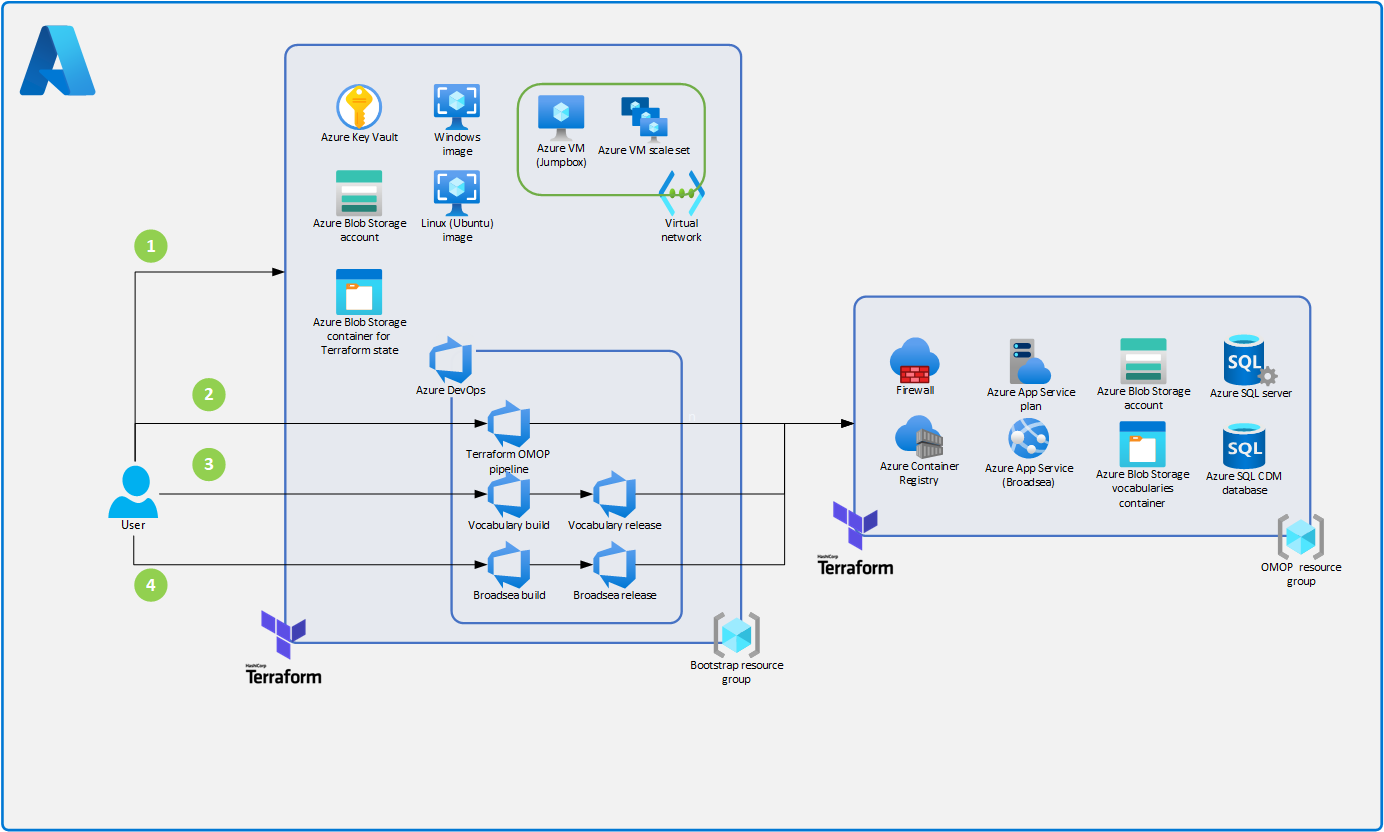 Azure Key Vault
Windows
image
Azure VM
(Jumpbox)
Azure VM scale set
Azure Blob Storage
account
Linux (Ubuntu)
image
Virtual
network
1
Azure Blob Storage
container for
Terraform state
Azure DevOps
2
Terraform OMOP
pipeline
3
User
Vocabulary build
Vocabulary release
4
Broadsea build
Broadsea release
HashiCorp
Terraform
Bootstrap resource
group
Firewall
Azure App Service
plan
Azure Blob Storage
account
SQL
Azure SQL server
Azure Container
Registry
Azure App Service
(Broadsea)
Azure Blob Storage
vocabularies
container
SQL
Azure SQL CDM
database
HashiCorp
Terraform
OMOP resource
group